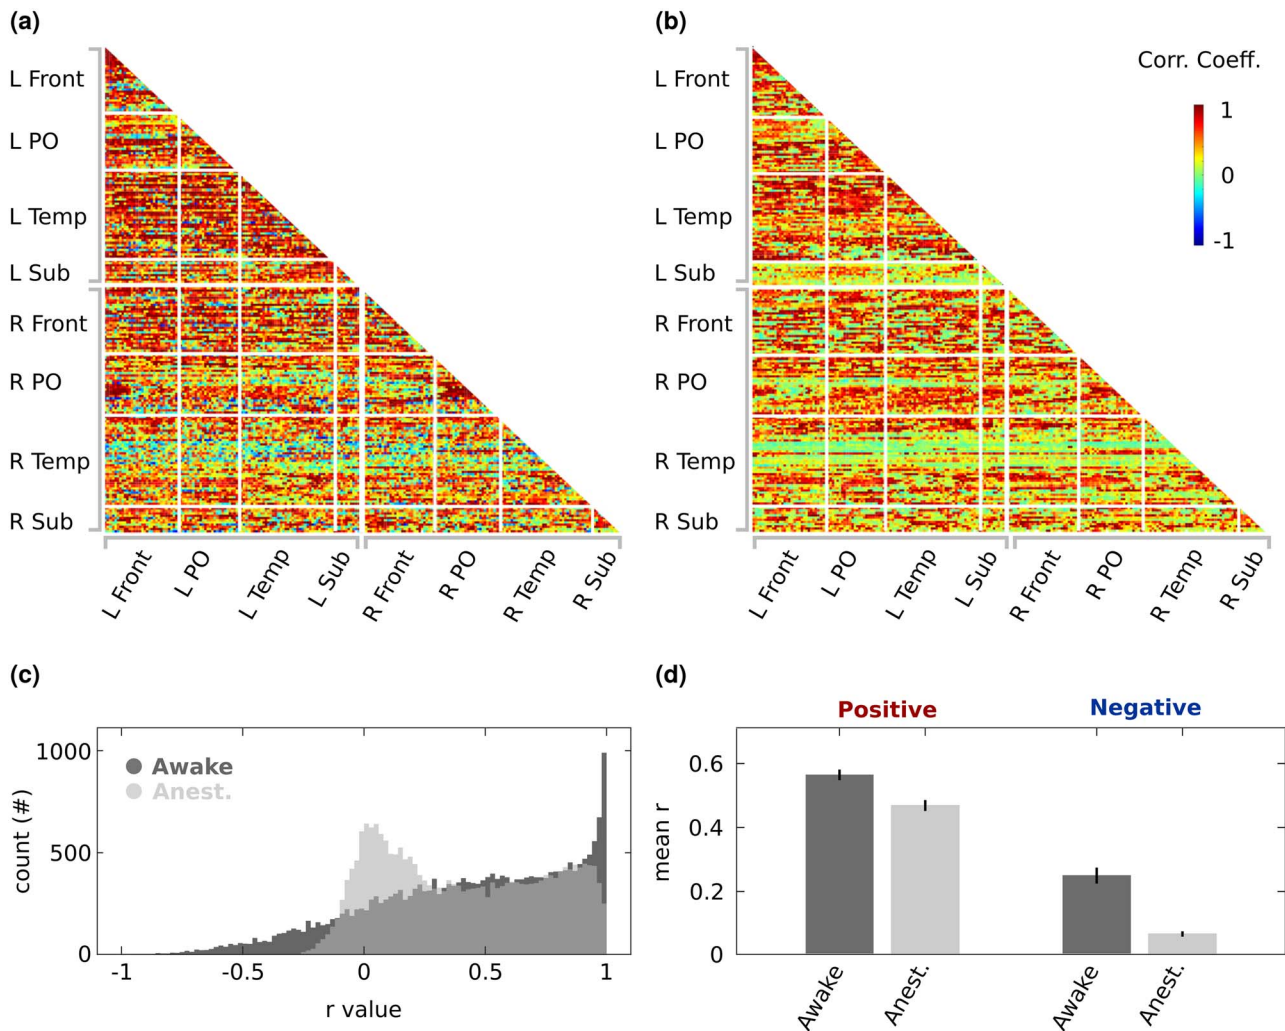 (a)
L Front
L PO
L Temp
L Sub
R Front
R PO
R Temp
R Sub
L Front
L PO
L Temp
L Sub
R Front
R PO
R Temp
R Sub
(b)
Corr. Coeff.
1
0
-1
L Front
L PO
L Temp
L Sub
R Front
R PO
R Temp
R Sub
L Front
L PO
L Temp
L Sub
R Front
R PO
R Temp
R Sub
(c)
Awake
Anest.
count (#)
1000
500
0
-1
-0.5
0
0.5
1
r value
(d)
Positive
Negative
mean r
0.6
0.4
0.2
0
Awake
Anest.
Awake
Anest.